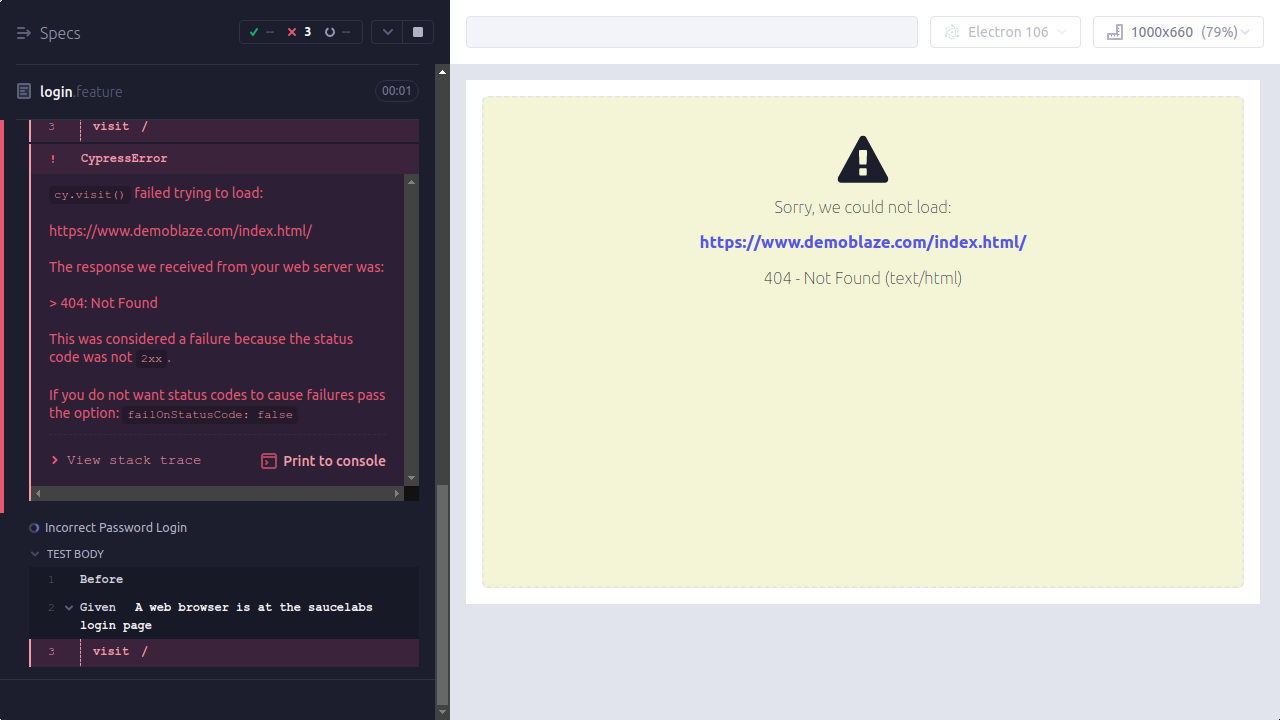 Specs
-- 3 --
login.feature
00:01
3 visit /
! CypressError
cy.visit() failed trying to load:
https://www.demoblaze.com/index.html/
The response we received from your web server was:
> 404: Not Found
This was considered a failure because the status
code was not 2xx.
If you do not want status codes to cause failures pass
the option: failOnStatusCode: false
View stack trace
Print to console
Incorrect Password Login
TEST BODY
1 Before
2 Given A web browser is at the saucelabs
login page
3 visit /
Electron 106
1000x660 (79%)
Sorry, we could not load:
https://www.demoblaze.com/index.html/
404 - Not Found (text/html)